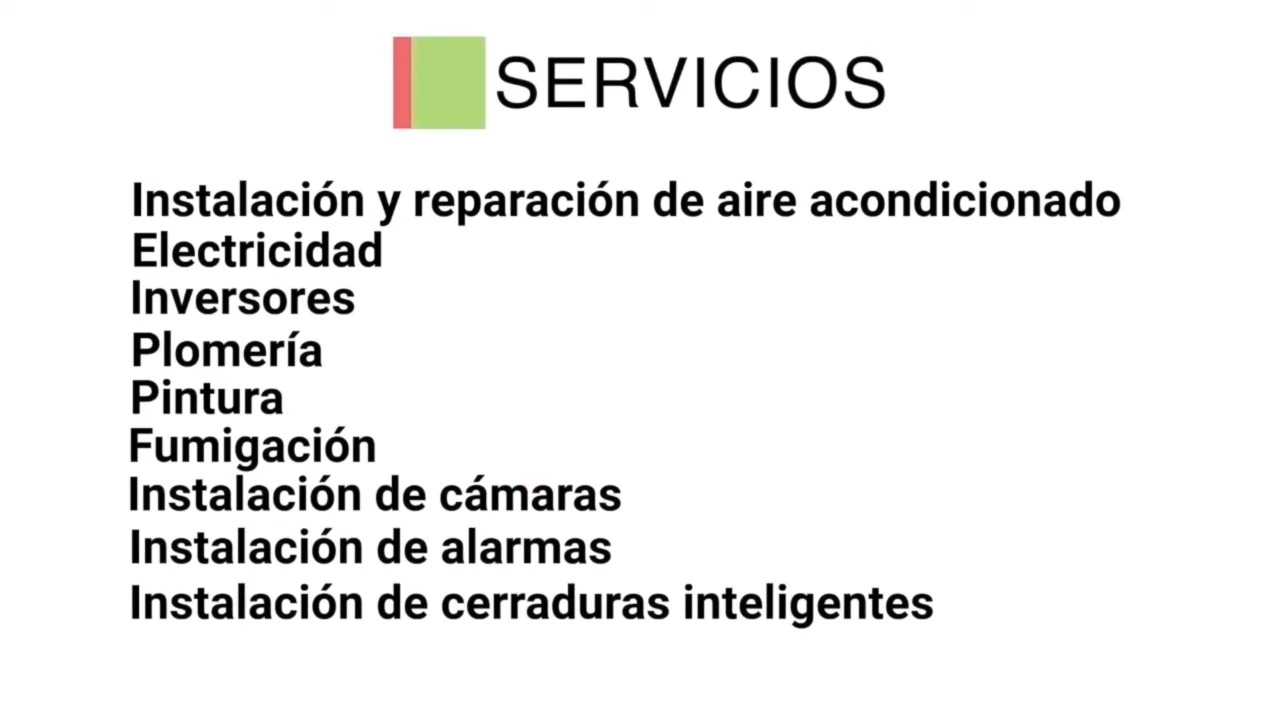 SERVICIOS
Instalación y reparación de aire acondicionado
Electricidad
Inversores
Plomería
Pintura
Fumigación
Instalación de cámaras
Instalación de alarmas
Instalación de cerraduras inteligentes